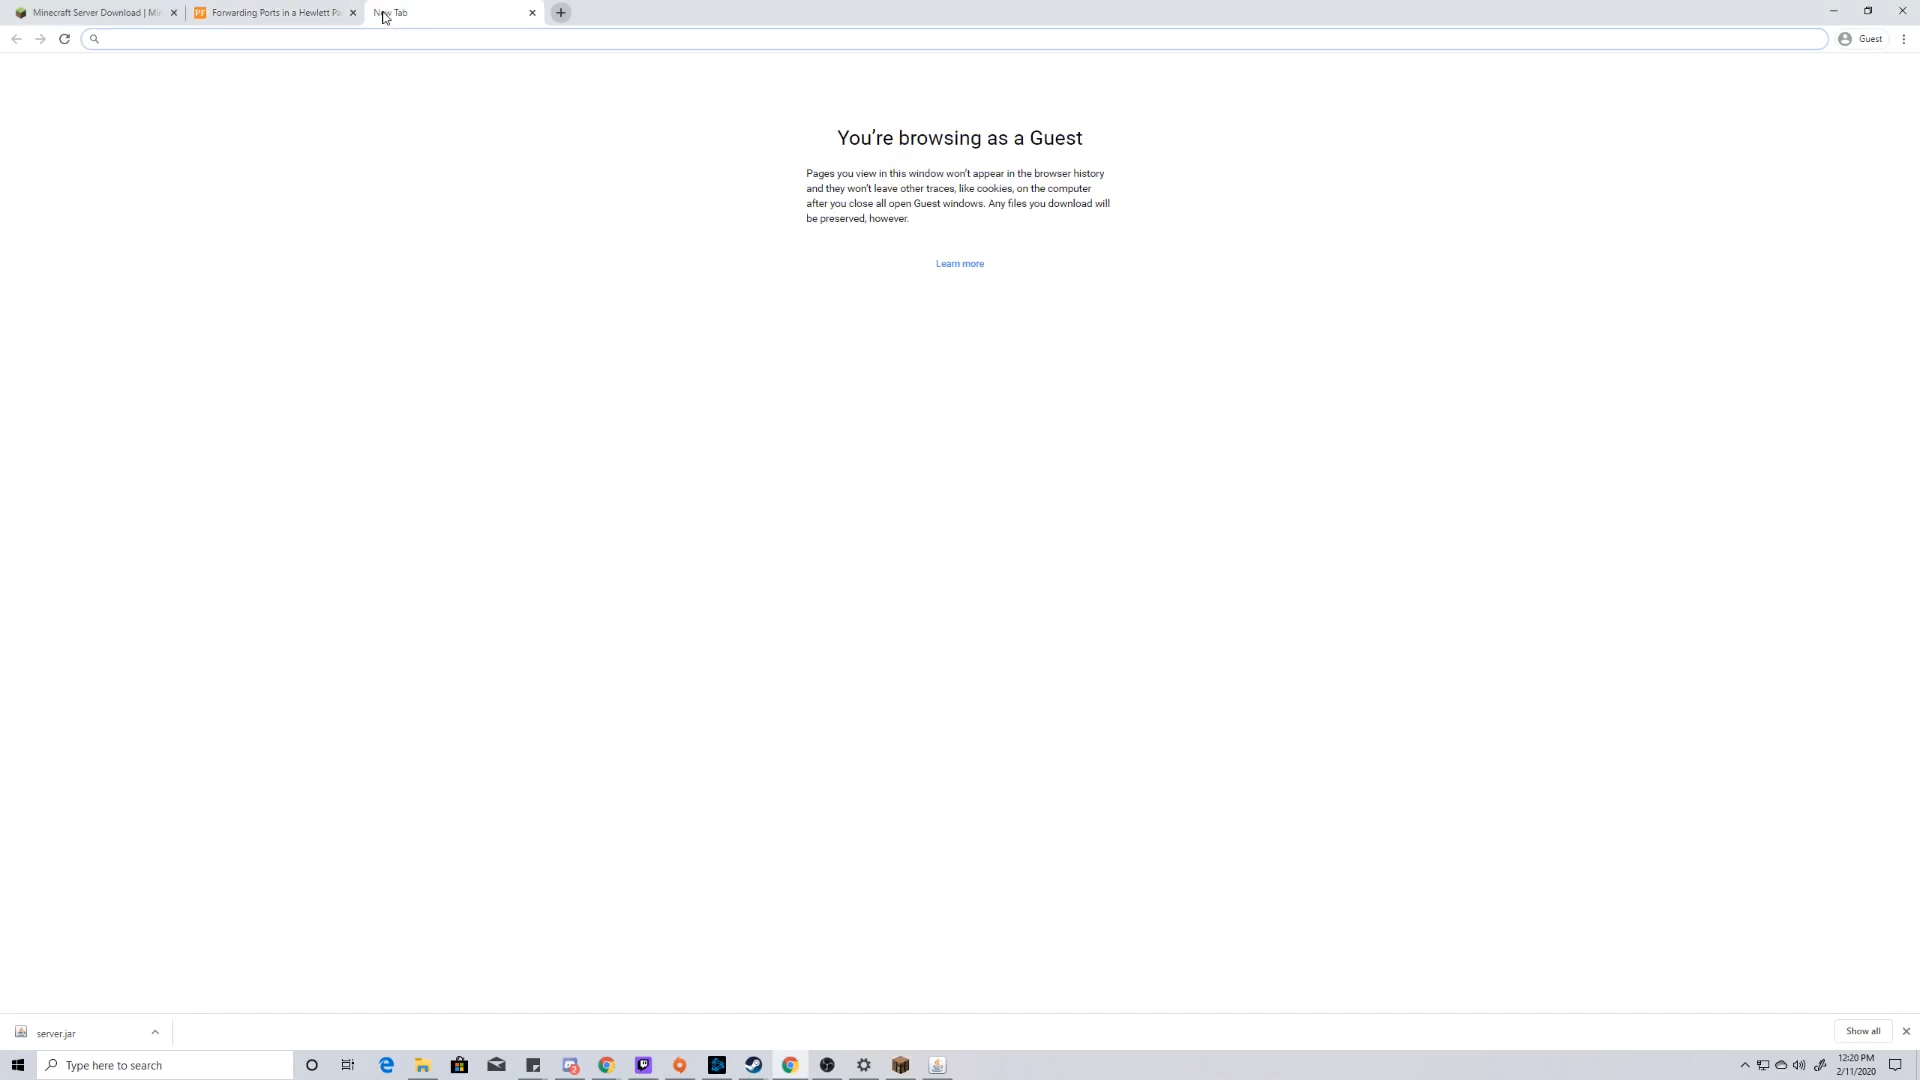 Minecraft Server Download | Min
Forwarding Ports in a Hewlett Pa
New Tab
Guest
You're browsing as a Guest
Pages you view in this window won't appear in the browser history
and they won't leave other traces, like cookies, on the computer
after you close all open Guest windows. Any files you download will
be preserved, however.
Learn more
server.jar
Show all
Type here to search
2
12:20 PM
2/11/2020